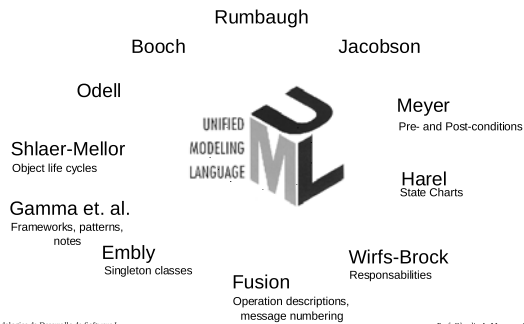 Rumbaugh
Booch
Jacobson
Odell
Meyer
Pre- and Post-conditions
UNIFIED
MODELING
LANGUAGE
UML
Shlaer-Mellor
Object life cycles
Harel
State Charts
Gamma et. al.
Frameworks, patterns,
notes
Embly
Singleton classes
Wirfs-Brock
Responsabilities
Fusion
Operation descriptions,
message numbering